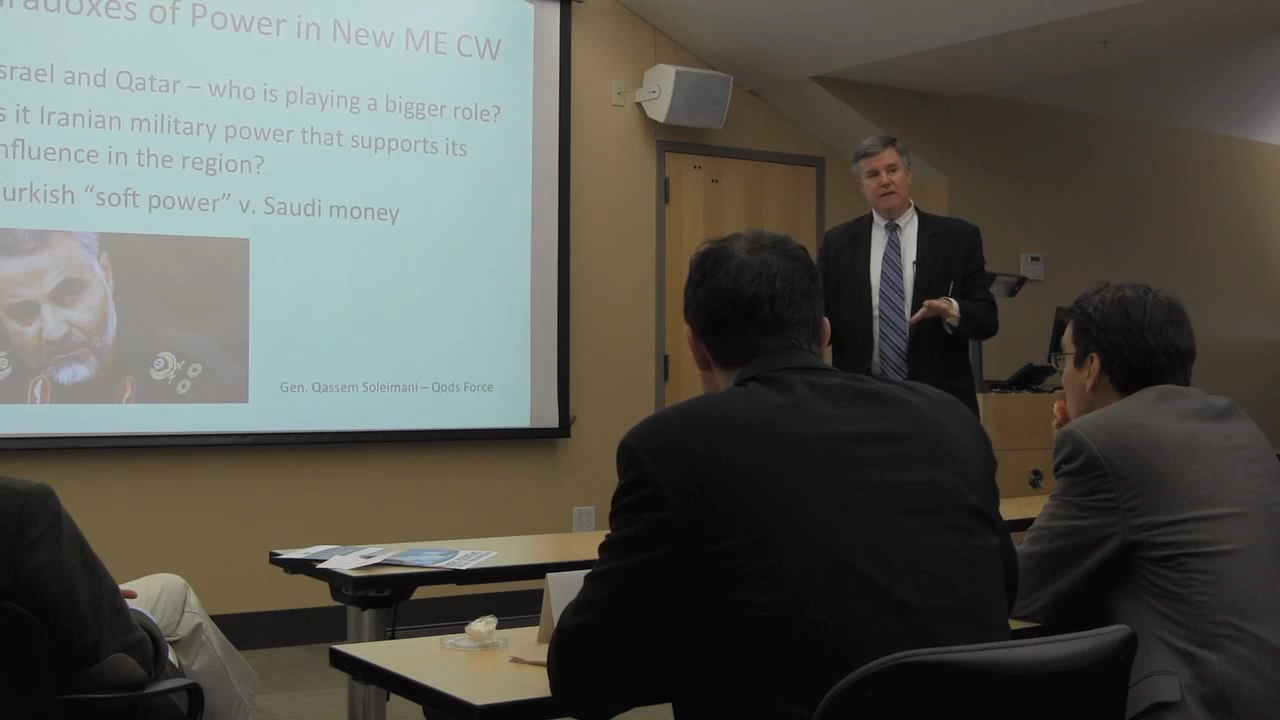 radoxes of Power in New ME CW
srael and Qatar – who is playing a bigger role?
s it Iranian military power that supports its
nfluence in the region?
urkish “soft power” v. Saudi money
Gen. Qassem Soleimani – Qods Force